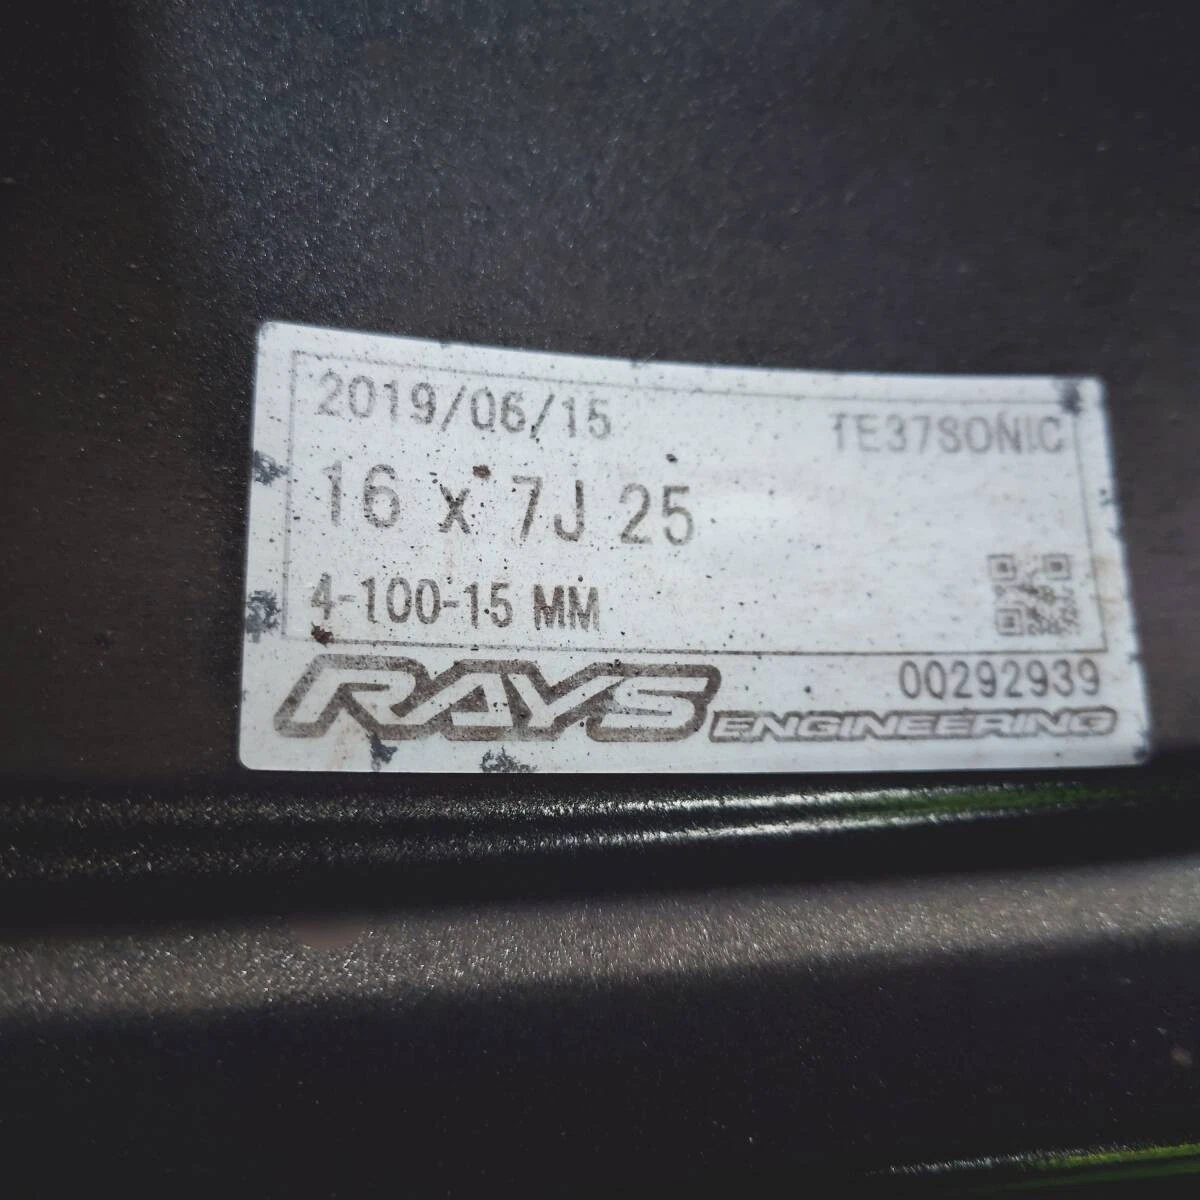 2019/06/15 TE37SONIC
16 x 7J 25
4-100-15 MM
00292939
RAYS ENGINEERING